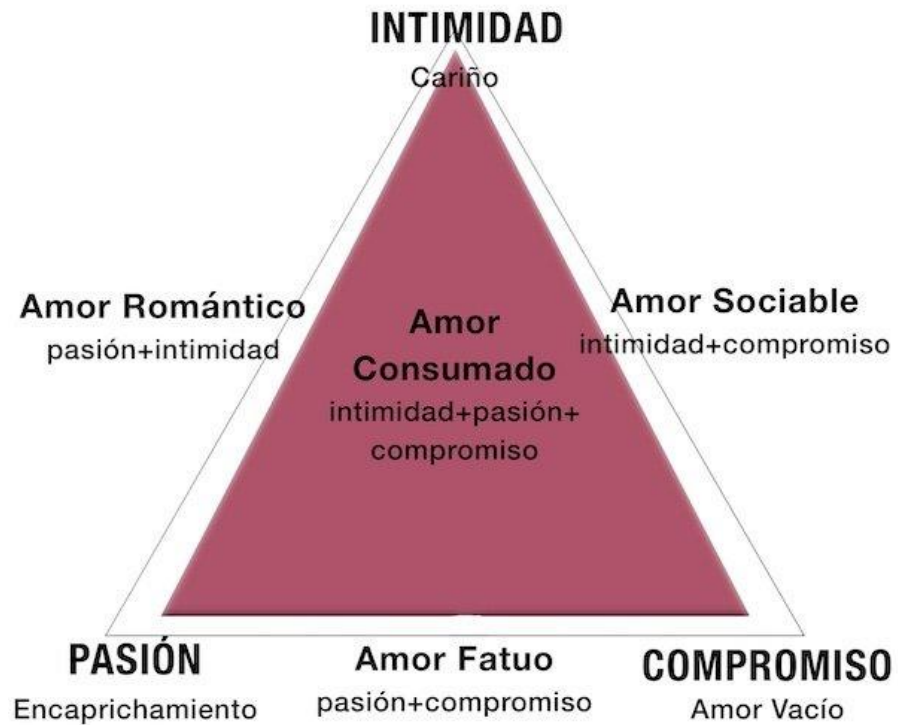 INTIMIDAD
Cariño
Amor Romántico
pasión+intimidad
Amor Sociable
intimidad+compromiso
Amor
Consumado
intimidad+pasión+
compromiso
PASIÓN
Encaprichamiento
Amor Fatuo
pasión+compromiso
COMPROMISO
Amor Vacío